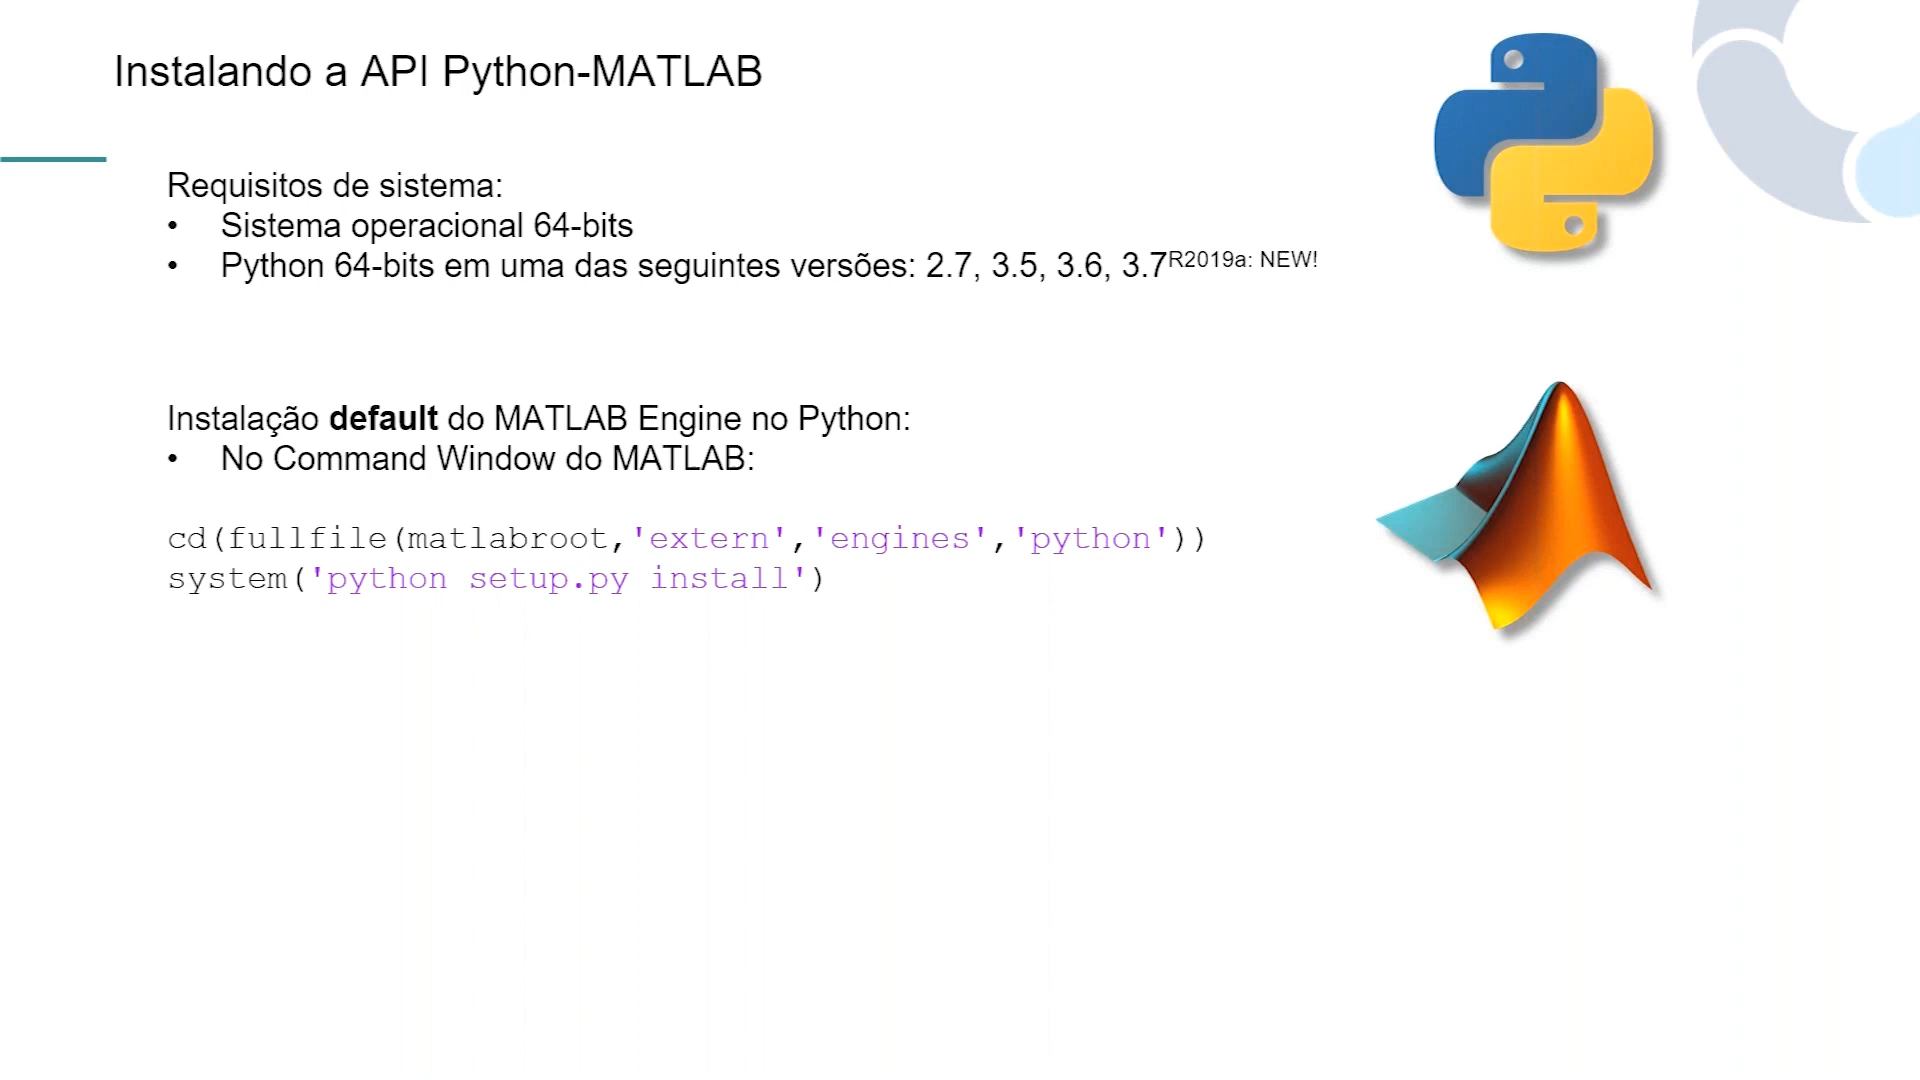 Instalando a API Python-MATLAB
Requisitos de sistema:
• Sistema operacional 64-bits
• Python 64-bits em uma das seguintes versões: 2.7, 3.5, 3.6, 3.7R2019a: NEW!
Instalação default do MATLAB Engine no Python:
• No Command Window do MATLAB:
cd(fullfile(matlabroot,'extern','engines','python'))
system('python setup.py install')